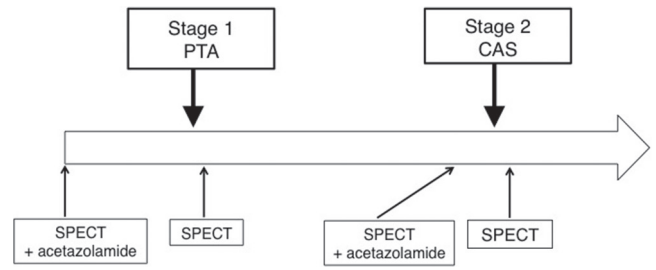 Stage 1
PTA
Stage 2
CAS
SPECT
+ acetazolamide
SPECT
SPECT
+ acetazolamide
SPECT